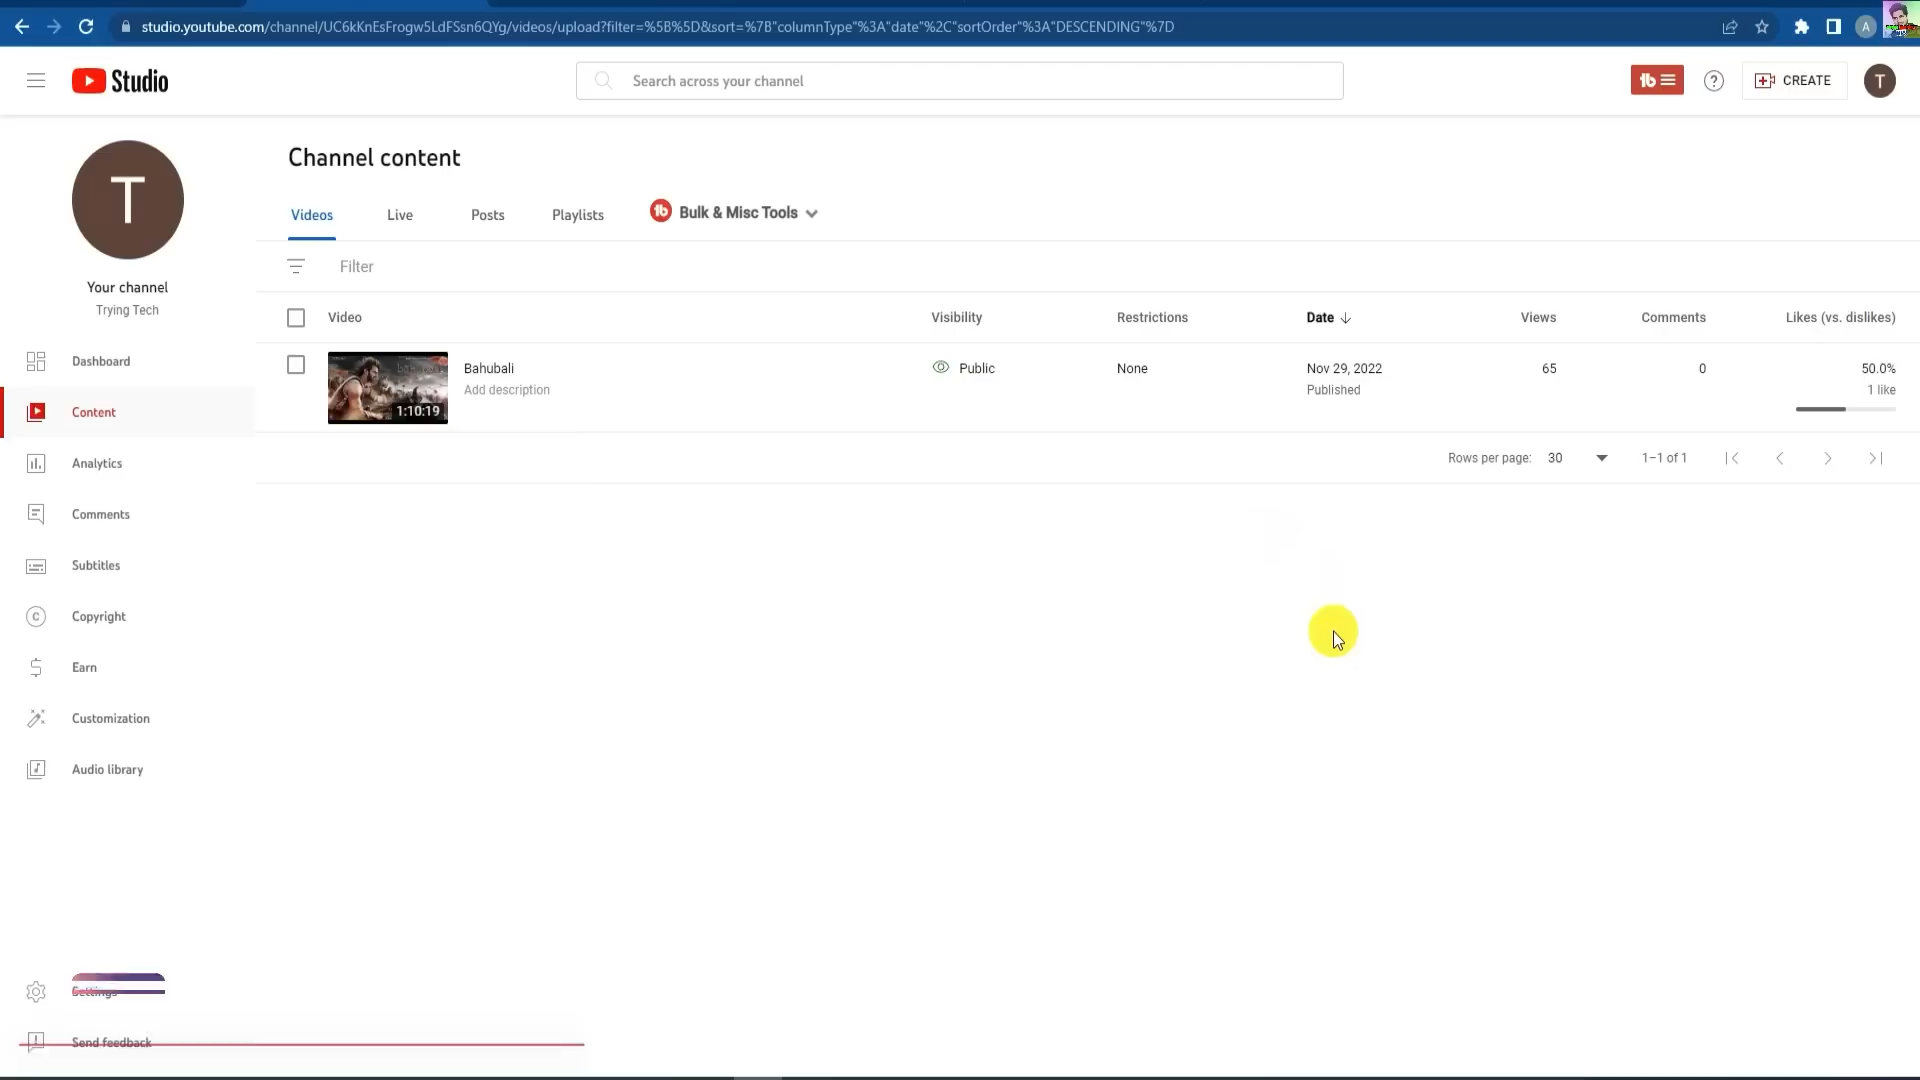 studio.youtube.com/channel/UC6kKnEsFrogw5LdFSsn6QYg/videos/upload?filter=%5B%5D&sort=%7B"columnType"%3A"date"%2C"sortOrder"%3A"DESCENDING"%7D
A
Studio
Search across your channel
CREATE
T
T
Your channel
Trying Tech
Dashboard
Content
Analytics
Comments
Subtitles
Copyright
Earn
Customization
Audio library
Settings
Send feedback
Channel content
Videos Live Posts Playlists Bulk & Misc Tools
Filter
Video Visibility Restrictions Date Views Comments Likes (vs. dislikes)
Bahubali Public None Nov 29, 2022 65 0 50.0%
Add description Published 1 like
1:10:19
Rows per page: 30 1–1 of 1